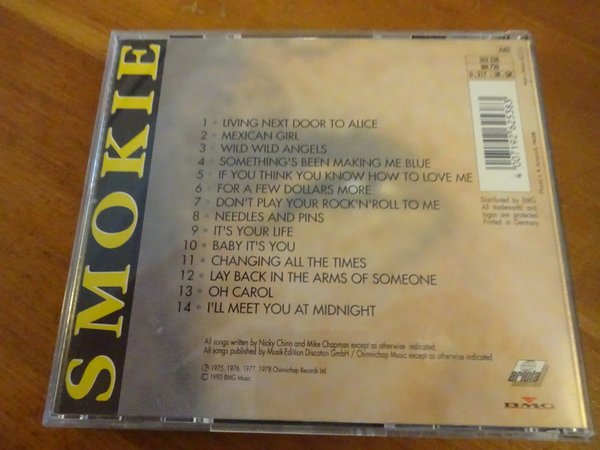 SMOKIE
1 • LIVING NEXT DOOR TO ALICE
2 • MEXICAN GIRL
3 • WILD WILD ANGELS
4 • SOMETHING'S BEEN MAKING ME BLUE
5 • IF YOU THINK YOU KNOW HOW TO LOVE ME
6 • FOR A FEW DOLLARS MORE
7 • DON'T PLAY YOUR ROCK'N'ROLL TO ME
8 • NEEDLES AND PINS
9 • IT'S YOUR LIFE
10 • BABY IT'S YOU
11 • CHANGING ALL THE TIMES
12 • LAY BACK IN THE ARMS OF SOMEONE
13 • OH CAROL
14 • I'LL MEET YOU AT MIDNIGHT
All songs written by Nicky Chinn and Mike Chapman except as otherwise indicated.
All songs published by Musik-Edition Discoton GmbH / Chinnichap Music except as otherwise indicated
℗ 1975, 1976, 1977, 1978 Chinnichap Records Ltd.
© 1992 BMG Music
AAD
4 007192 625383
Distributed by BMG
All trademarks and
logos are protected
Printed in Germany
ariola
BMG